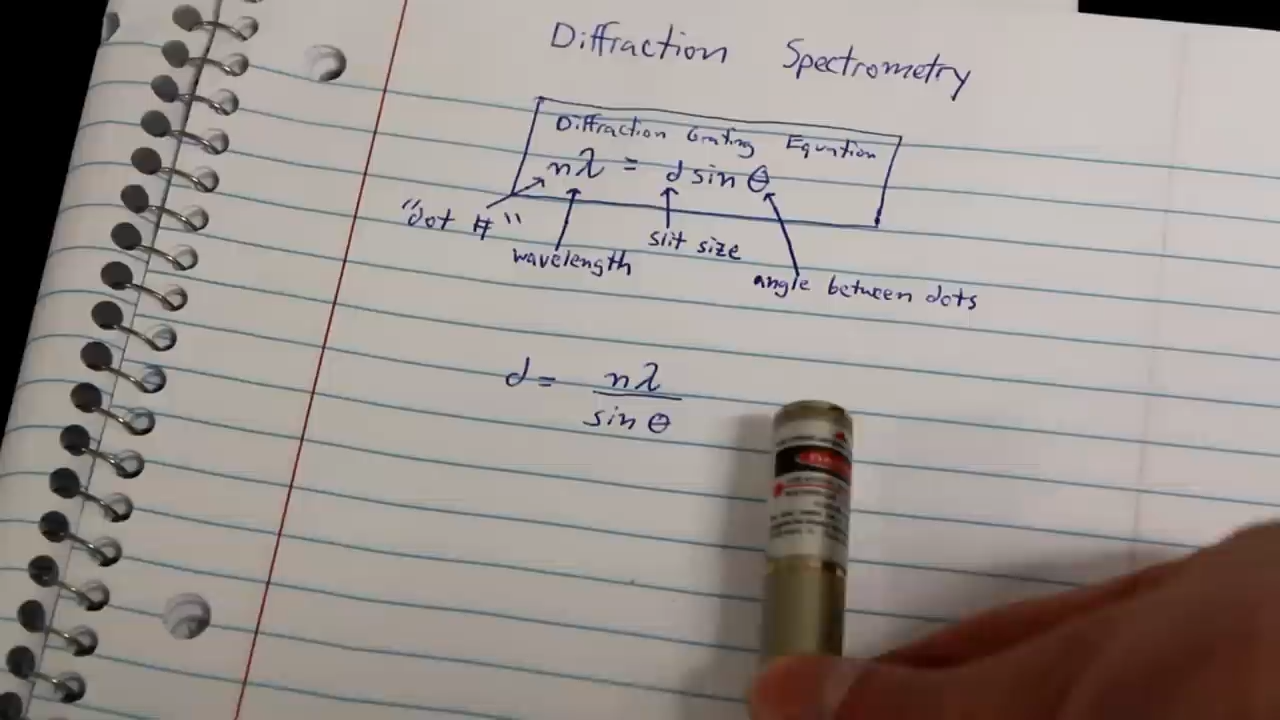 Diffraction Spectrometry
Diffraction Grating Equation
nλ = d sin θ
"dot #"
wavelength
slit size
angle between dots
d = nλ
sin θ